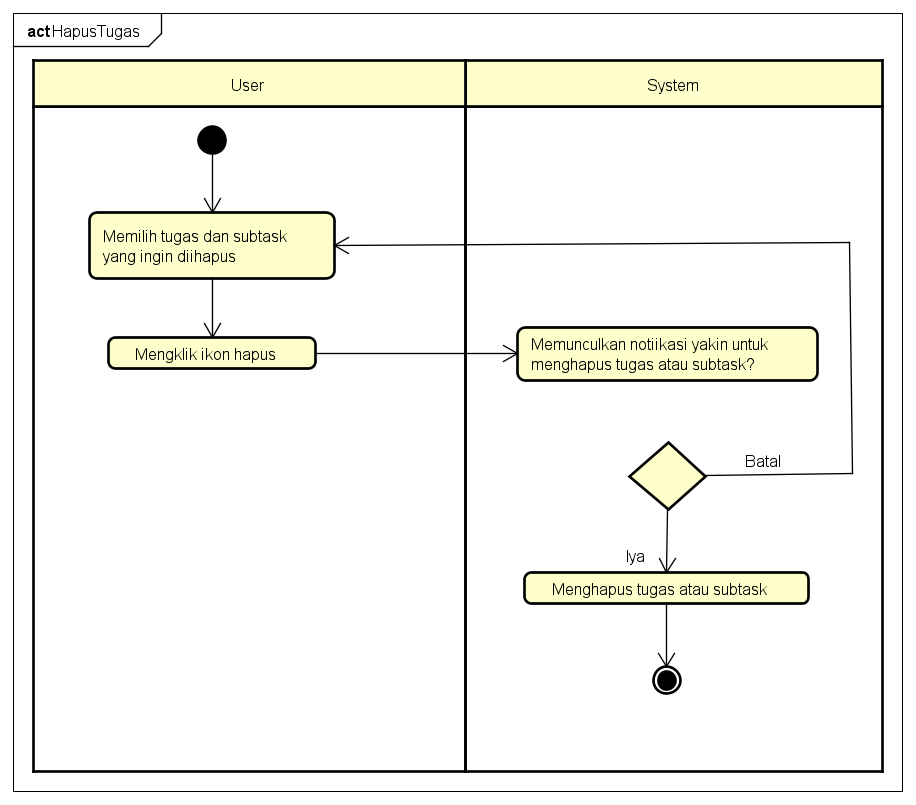 act HapusTugas
User
System
Memilih tugas dan subtask
yang ingin diihapus
Mengklik ikon hapus
Memunculkan notiikasi yakin untuk
menghapus tugas atau subtask?
Batal
Iya
Menghapus tugas atau subtask